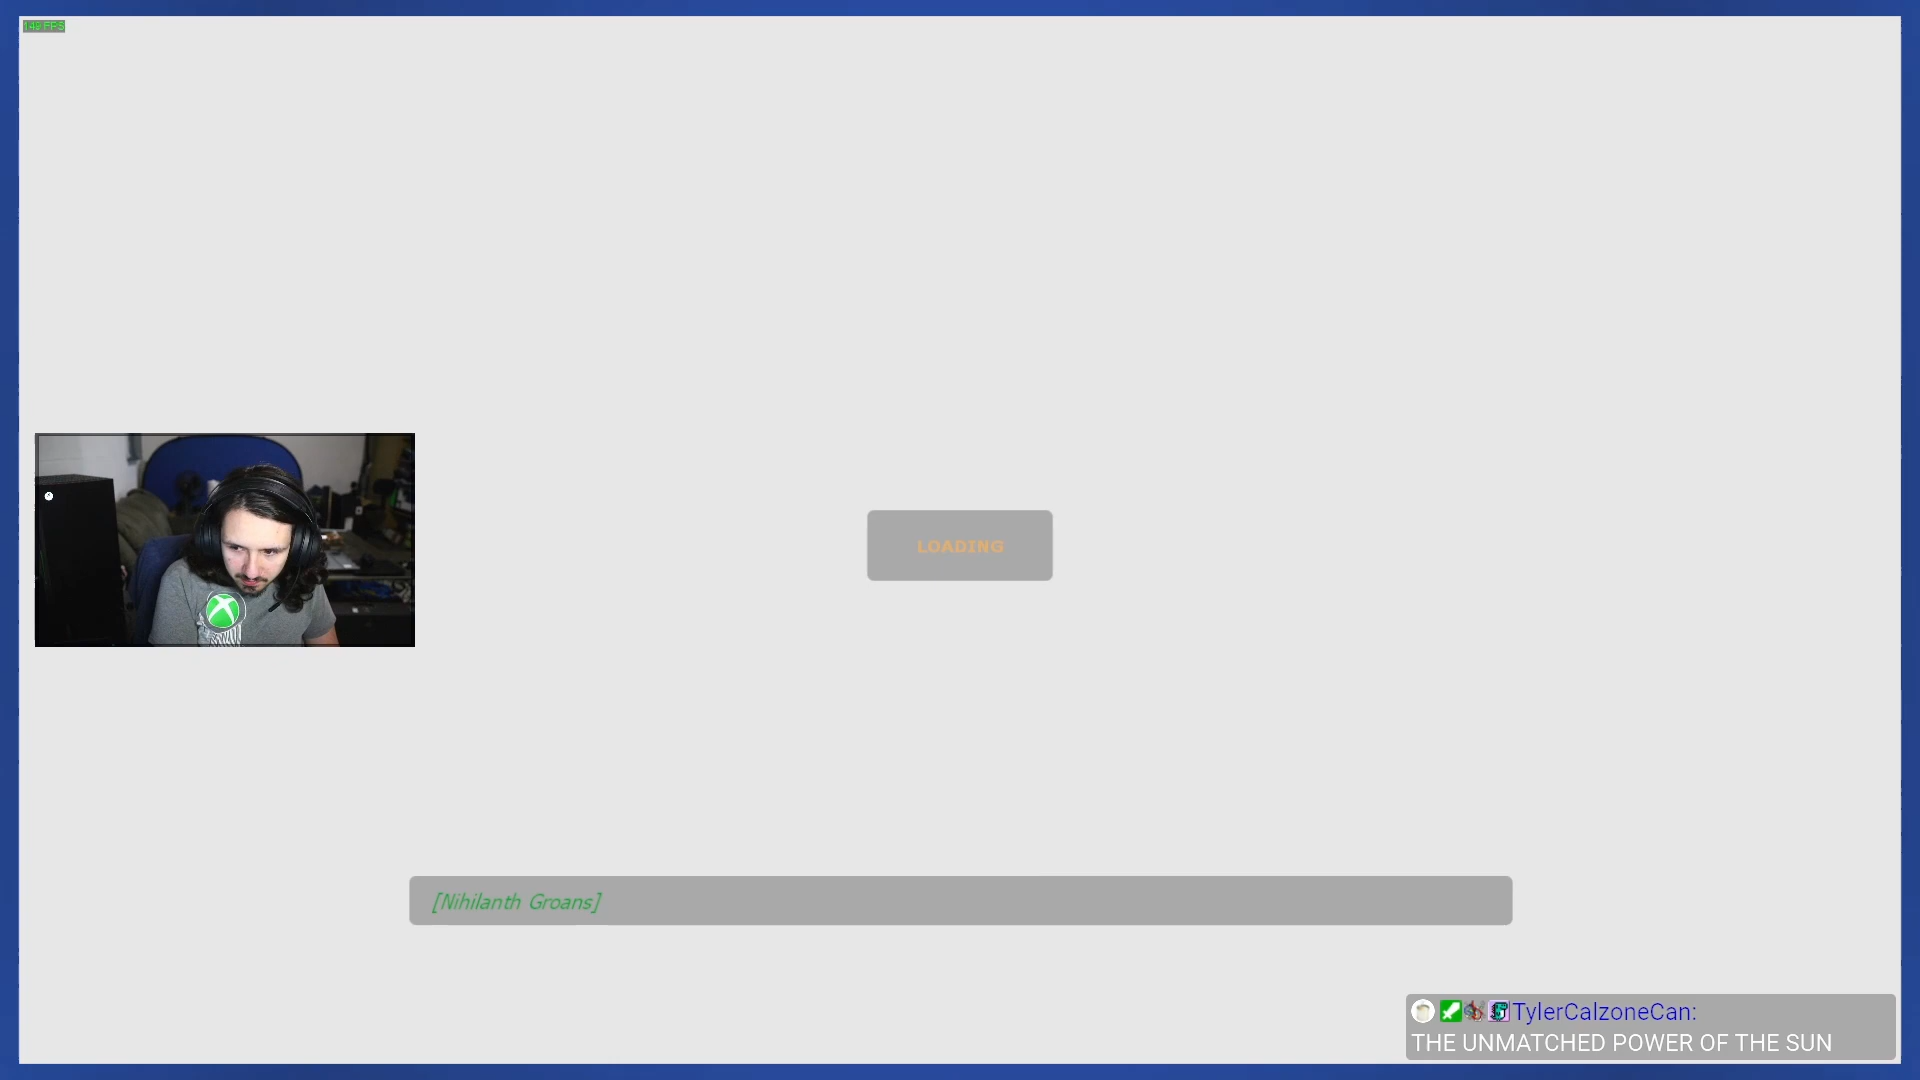 LOADING
[Nihilanth Groans]
TylerCalzoneCan:
THE UNMATCHED POWER OF THE SUN